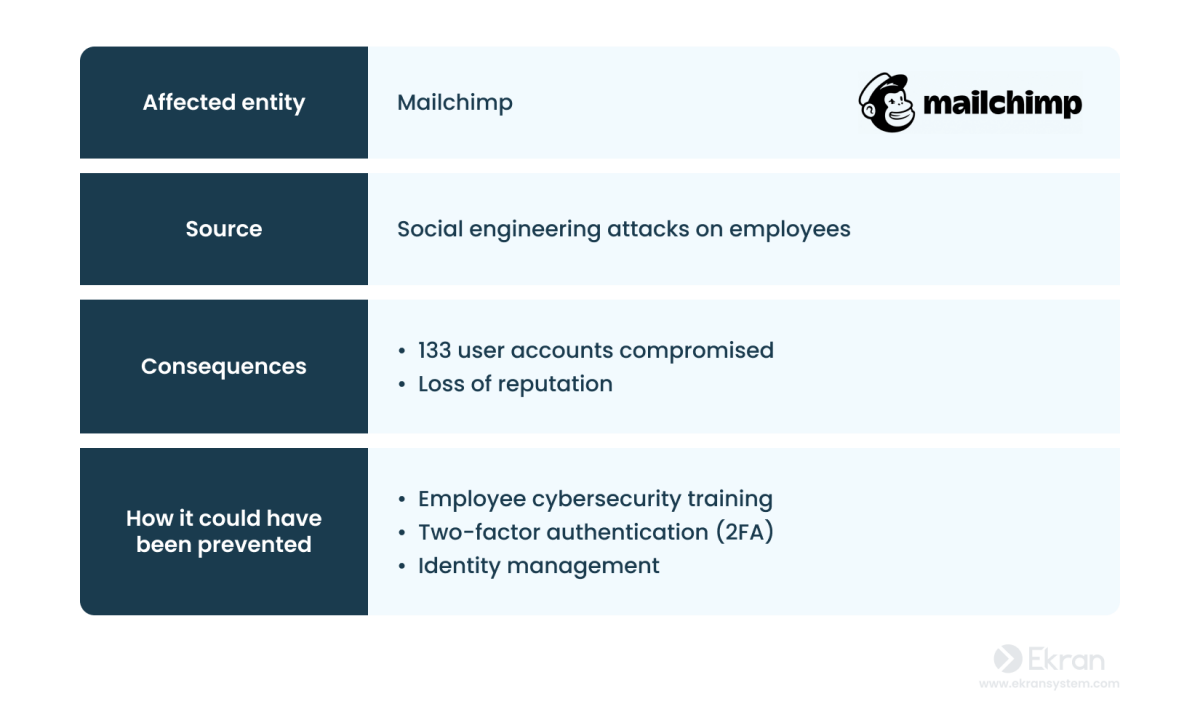 Affected entity
Mailchimp
mailchimp
Source
Social engineering attacks on employees
Consequences
• 133 user accounts compromised
• Loss of reputation
How it could have
been prevented
• Employee cybersecurity training
• Two-factor authentication (2FA)
• Identity management
Ekran
www.ekransystem.com